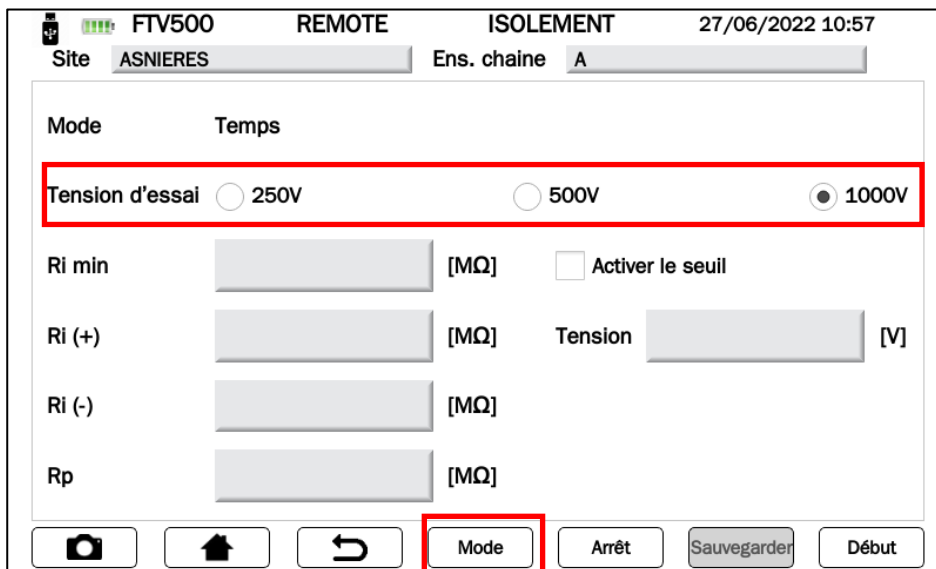 FTV500 REMOTE ISOLEMENT 27/06/2022 10:57
Site ASNIERES Ens. chaine A
Mode Temps
Tension d'essai 250V 500V 1000V
Ri min [MΩ] Activer le seuil
Ri (+) [MΩ] Tension [V]
Ri (-) [MΩ]
Rp [MΩ]
Mode Arrêt Sauvegarder Début